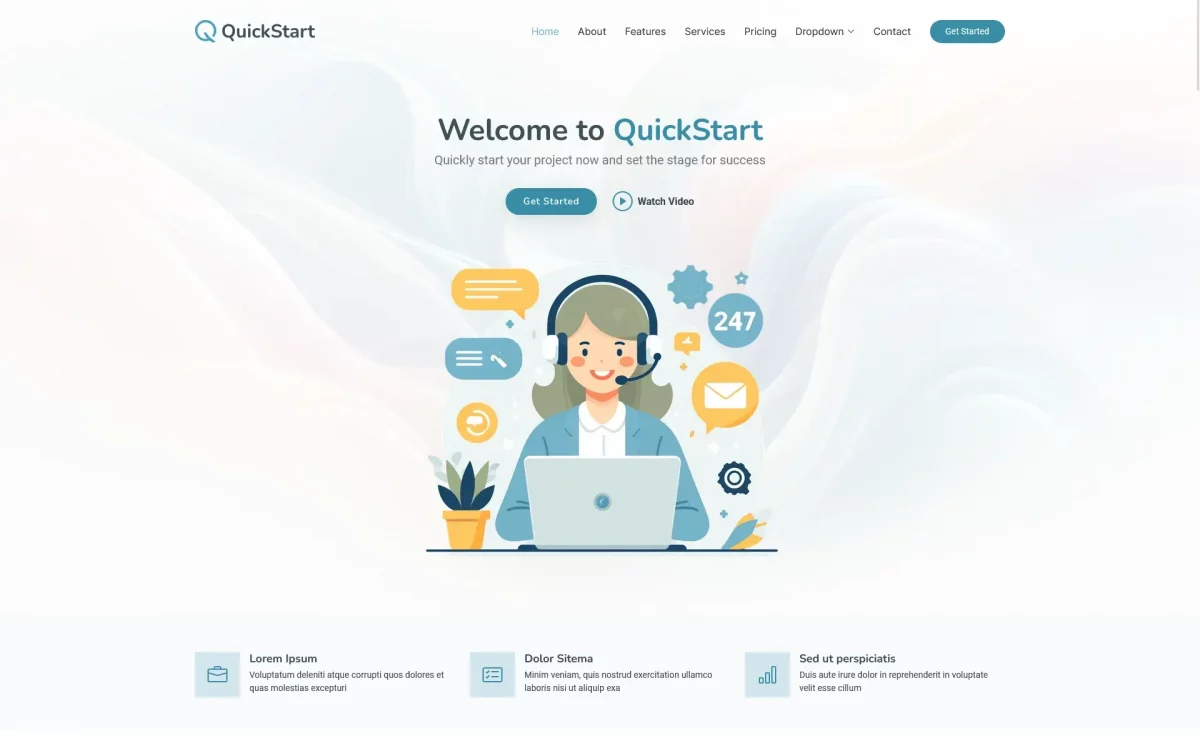 QuickStart
Home About Features Services Pricing Dropdown Contact Get Started
Welcome to QuickStart
Quickly start your project now and set the stage for success
Get Started Watch Video
247
Lorem Ipsum
Voluptatum deleniti atque corrupti quos dolores et
quas molestias excepturi
Dolor Sitema
Minim veniam, quis nostrud exercitation ullamco
laboris nisi ut aliquip exa
Sed ut perspiciatis
Duis aute irure dolor in reprehenderit in voluptate
velit esse cillum